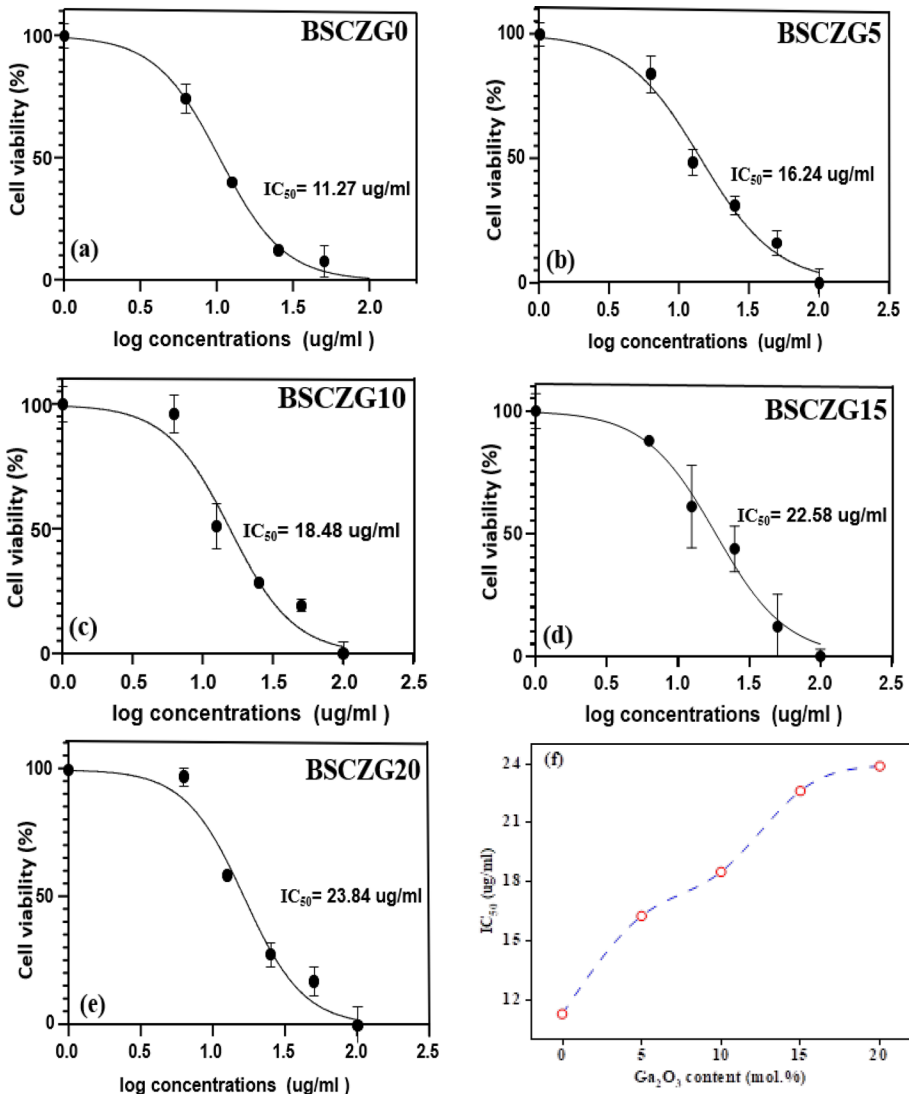 BSCZG0
Cell viability (%)
100
50
0
IC50= 11.27 ug/ml
(a)
0.0 0.5 1.0 1.5 2.0
log concentrations (ug/ml )
BSCZG5
Cell viability (%)
100
50
0
IC50= 16.24 ug/ml
(b)
0.0 0.5 1.0 1.5 2.0 2.5
log concentrations (ug/ml )
BSCZG10
Cell viability (%)
100
50
0
IC50= 18.48 ug/ml
(c)
0.0 0.5 1.0 1.5 2.0 2.5
log concentrations (ug/ml )
BSCZG15
Cell viability (%)
100
50
0
IC50= 22.58 ug/ml
(d)
0.0 0.5 1.0 1.5 2.0 2.5
log concentrations (ug/ml )
BSCZG20
Cell viability (%)
100
50
0
IC50= 23.84 ug/ml
(e)
0.0 0.5 1.0 1.5 2.0 2.5
log concentrations (ug/ml )
(f)
IC50 (ug/ml)
24
21
18
15
12
0 5 10 15 20
Ga2O3 content (mol.%)